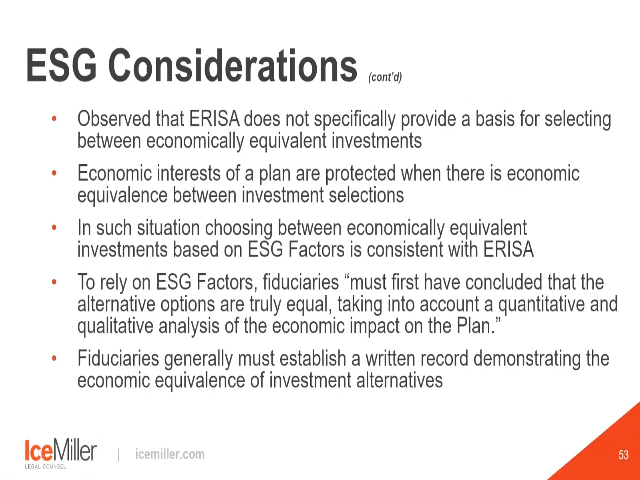 ESG Considerations (cont'd)
• Observed that ERISA does not specifically provide a basis for selecting
between economically equivalent investments
• Economic interests of a plan are protected when there is economic
equivalence between investment selections
• In such situation choosing between economically equivalent
investments based on ESG Factors is consistent with ERISA
• To rely on ESG Factors, fiduciaries “must first have concluded that the
alternative options are truly equal, taking into account a quantitative and
qualitative analysis of the economic impact on the Plan.”
• Fiduciaries generally must establish a written record demonstrating the
economic equivalence of investment alternatives
IceMiller
LEGAL COUNSEL
| icemiller.com
53